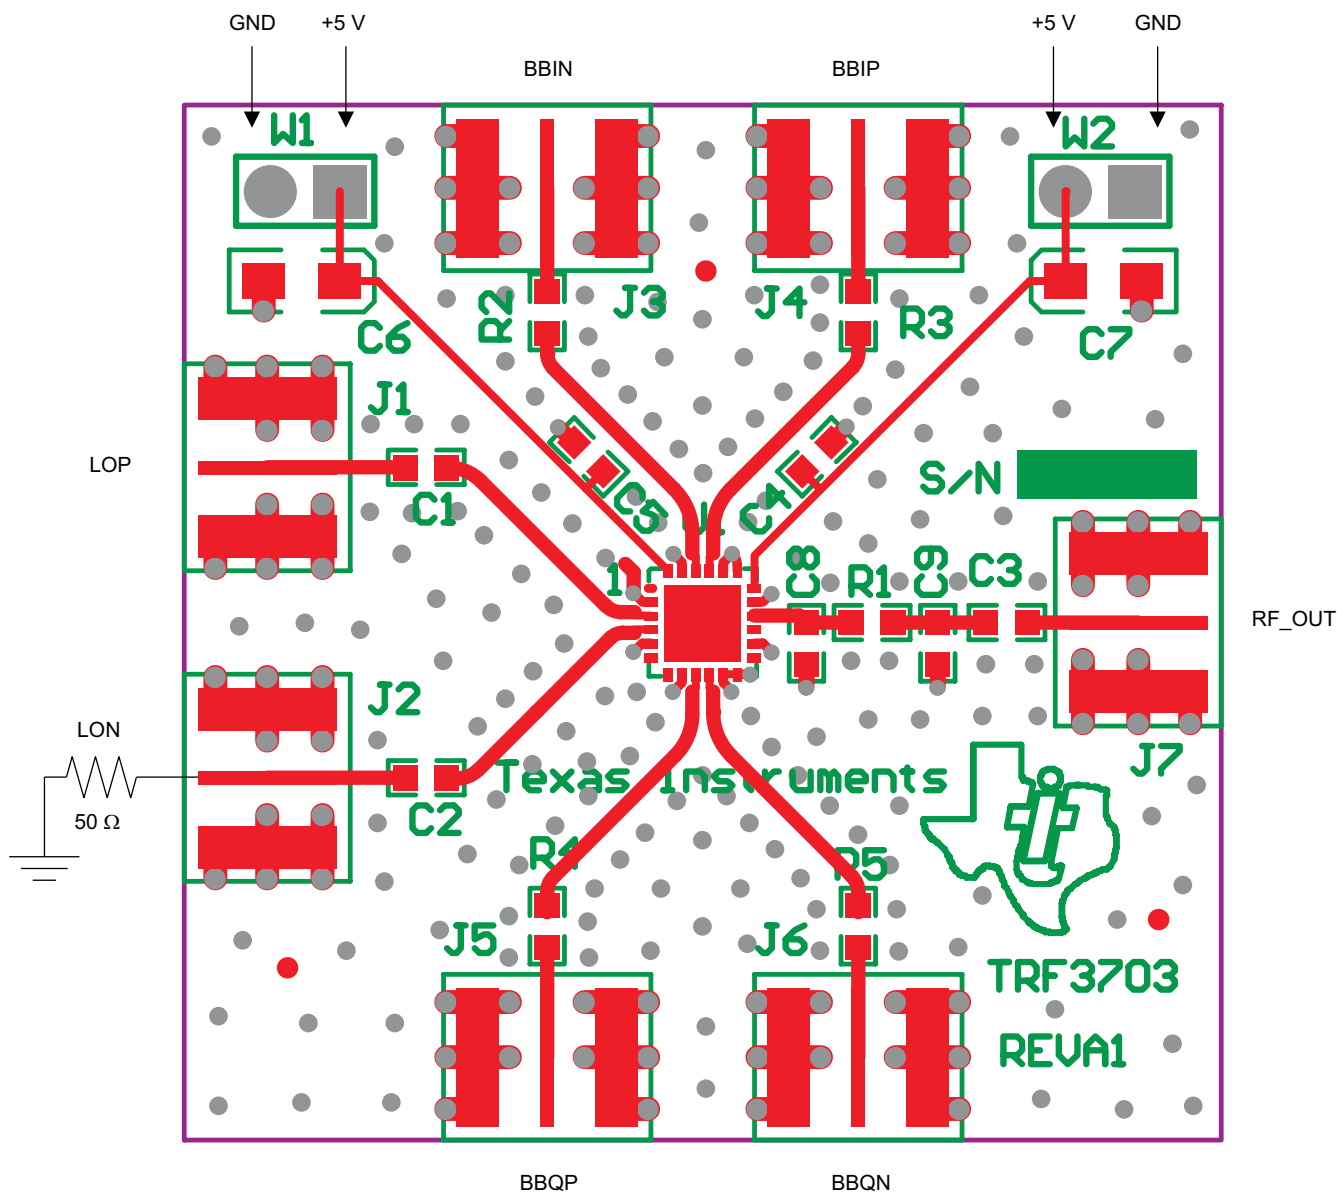 GND
+5 V
+5 V
GND
BBIN
BBIP
W1
W2
R2
J3
J4
R3
C6
C7
J1
LOP
C1
C5
C4
S/N
U1
1
C8
R1
C9
C3
RF_OUT
J2
LON
50 Ω
C2
Texas Instruments
J7
R4
R5
J5
J6
TRF3703
REVA1
BBQP
BBQN